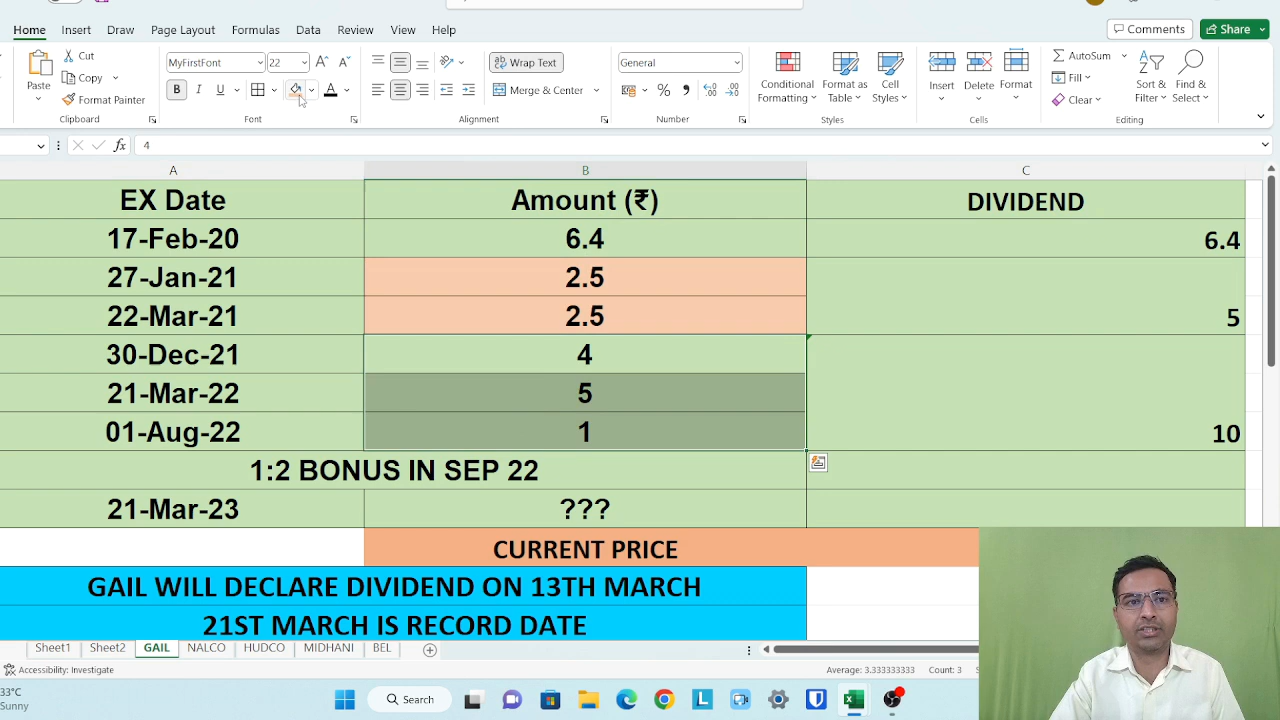 Home Insert Draw Page Layout Formulas Data Review View Help Comments Share
Cut
Copy
Format Painter
Paste
Clipboard
MyFirstFont 22
B I U
Font
Wrap Text
Merge & Center
Alignment
General
Number
Conditional Formatting
Format as Table
Cell Styles
Styles
Insert Delete Format
Cells
AutoSum
Fill
Clear
Sort & Filter
Find & Select
Editing
fx 4
A B C
EX Date Amount (₹) DIVIDEND
17-Feb-20 6.4 6.4
27-Jan-21 2.5
22-Mar-21 2.5 5
30-Dec-21 4
21-Mar-22 5
01-Aug-22 1 10
1:2 BONUS IN SEP 22
21-Mar-23 ???
CURRENT PRICE
GAIL WILL DECLARE DIVIDEND ON 13TH MARCH
21ST MARCH IS RECORD DATE
Sheet1 Sheet2 GAIL NALCO HUDCO MIDHANI BEL
Accessibility: Investigate Average: 3.333333333 Count: 3
33°C
Sunny
Search